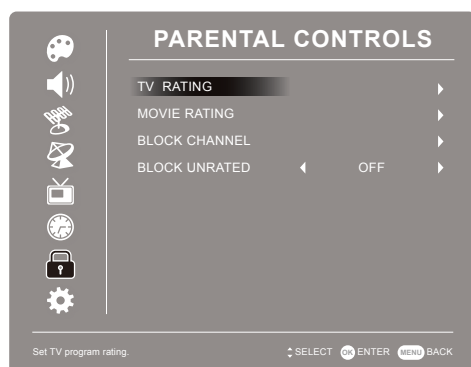 PARENTAL CONTROLS
TV RATING
MOVIE RATING
BLOCK CHANNEL
BLOCK UNRATED OFF
Set TV program rating. SELECT OK ENTER MENU BACK